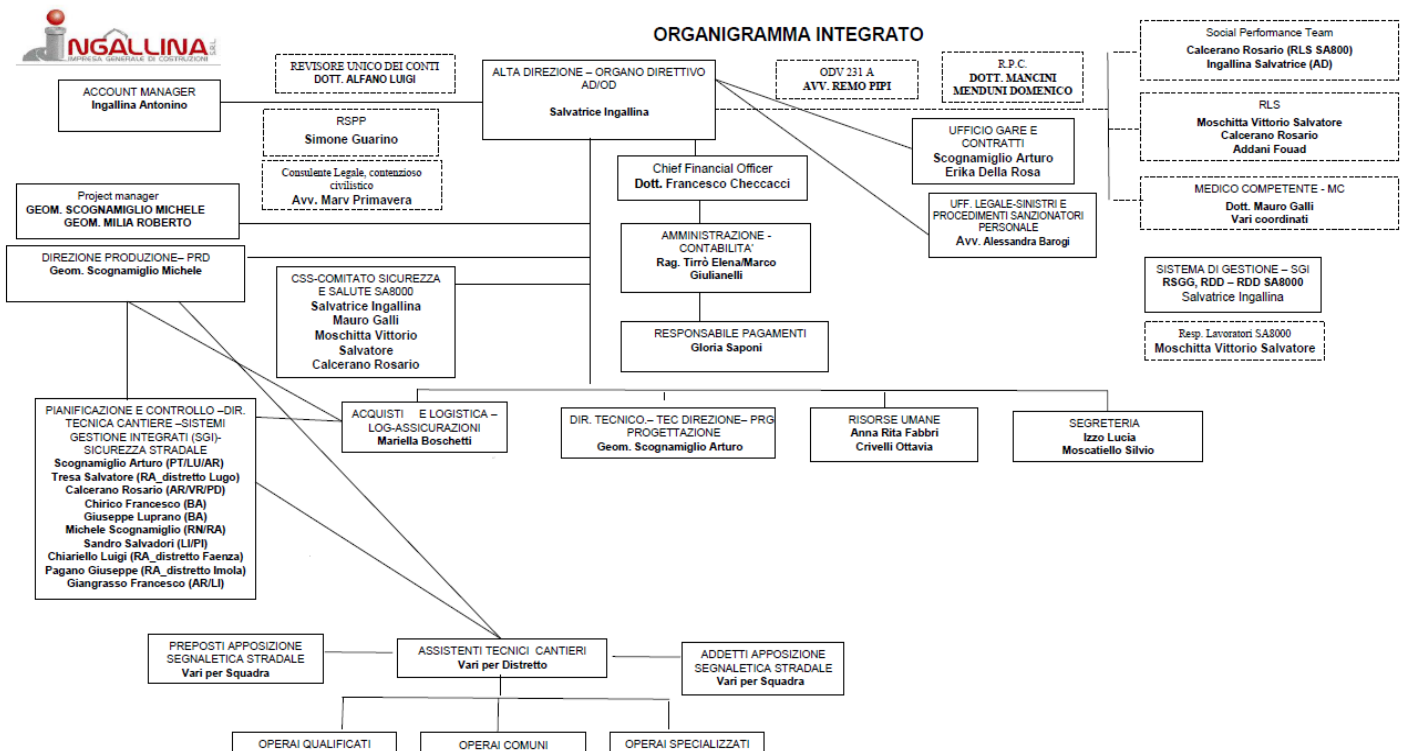 INGALLINA SRL
IMPRESA GENERALE DI COSTRUZIONI
ORGANIGRAMMA INTEGRATO
REVISORE UNICO DEI CONTI
DOTT. ALFANO LUIGI
ALTA DIREZIONE – ORGANO DIRETTIVO
AD/OD
Salvatrice Ingallina
ODV 231 A
AVV. REMO PIPI
R.P.C.
DOTT. MANCINI
MENDUNI DOMENICO
Social Performance Team
Calcerano Rosario (RLS SA800)
Ingallina Salvatrice (AD)
ACCOUNT MANAGER
Ingallina Antonino
RSPP
Simone Guarino
RLS
Moschitta Vittorio Salvatore
Calcerano Rosario
Addani Fouad
UFFICIO GARE E
CONTRATTI
Scognamiglio Arturo
Erika Della Rosa
Consulente Legale, contenzioso
civilistico
Avv. Marv Primavera
Chief Financial Officer
Dott. Francesco Checcacci
MEDICO COMPETENTE - MC
Dott. Mauro Galli
Vari coordinati
Project manager
GEOM. SCOGNAMIGLIO MICHELE
GEOM. MILIA ROBERTO
UFF. LEGALE-SINISTRI E
PROCEDIMENTI SANZIONATORI
PERSONALE
Avv. Alessandra Barogi
AMMINISTRAZIONE -
CONTABILITA'
Rag. Tirrò Elena/Marco
Giulianelli
DIREZIONE PRODUZIONE– PRD
Geom. Scognamiglio Michele
CSS-COMITATO SICUREZZA
E SALUTE SA8000
Salvatrice Ingallina
Mauro Galli
Moschitta Vittorio
Salvatore
Calcerano Rosario
SISTEMA DI GESTIONE – SGI
RSGG, RDD – RDD SA8000
Salvatrice Ingallina
RESPONSABILE PAGAMENTI
Gloria Saponi
Resp. Lavoratori SA8000
Moschitta Vittorio Salvatore
PIANIFICAZIONE E CONTROLLO –DIR.
TECNICA CANTIERE –SISTEMI
GESTIONE INTEGRATI (SGI)-
SICUREZZA STRADALE
Scognamiglio Arturo (PT/LU/AR)
Tresa Salvatore (RA_distretto Lugo)
Calcerano Rosario (AR/VR/PD)
Chirico Francesco (BA)
Giuseppe Luprano (BA)
Michele Scognamiglio (RN/RA)
Sandro Salvadori (LI/PI)
Chiariello Luigi (RA_distretto Faenza)
Pagano Giuseppe (RA_distretto Imola)
Giangrasso Francesco (AR/LI)
ACQUISTI E LOGISTICA –
LOG-ASSICURAZIONI
Mariella Boschetti
DIR. TECNICO.– TEC DIREZIONE– PRG
PROGETTAZIONE
Geom. Scognamiglio Arturo
RISORSE UMANE
Anna Rita Fabbri
Crivelli Ottavia
SEGRETERIA
Izzo Lucia
Moscatiello Silvio
PREPOSTI APPOSIZIONE
SEGNALETICA STRADALE
Vari per Squadra
ASSISTENTI TECNICI CANTIERI
Vari per Distretto
ADDETTI APPOSIZIONE
SEGNALETICA STRADALE
Vari per Squadra
OPERAI QUALIFICATI
OPERAI COMUNI
OPERAI SPECIALIZZATI